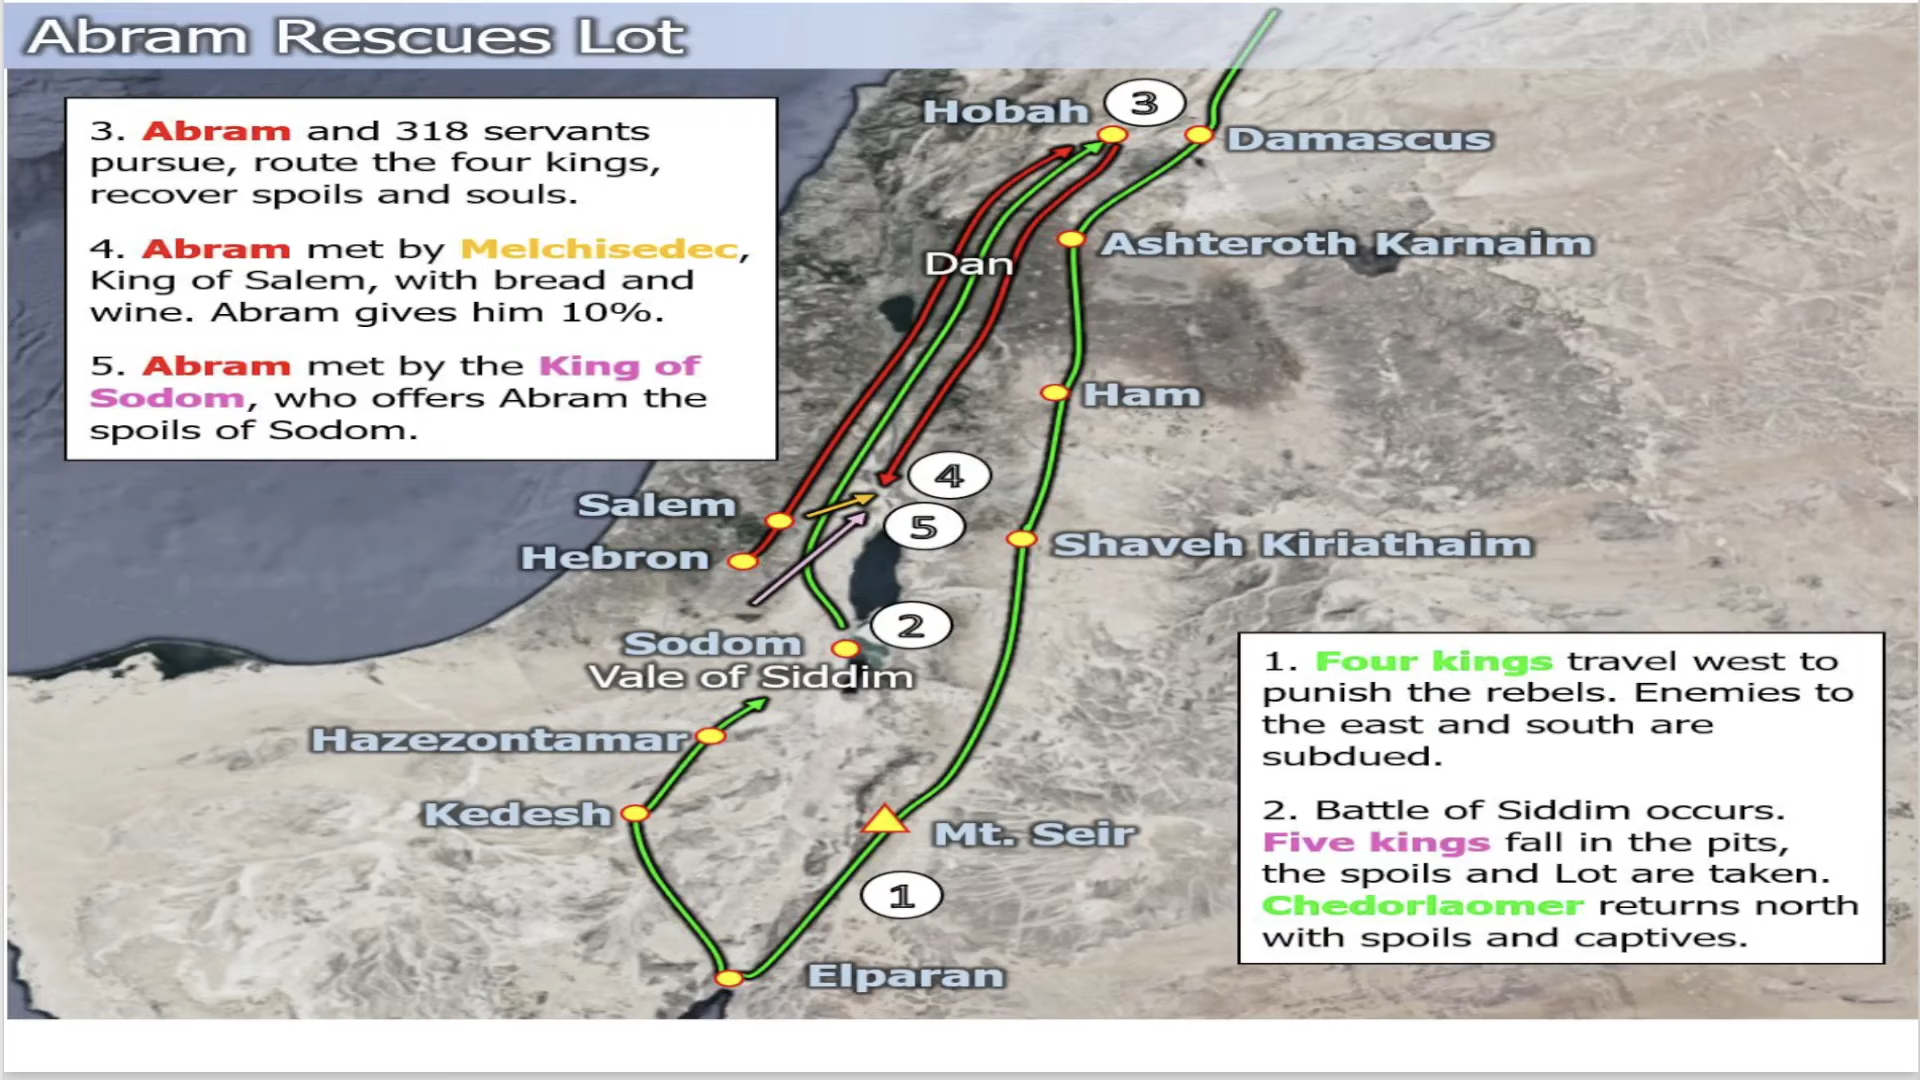 Abram Rescues Lot
3. Abram and 318 servants
pursue, route the four kings,
recover spoils and souls.
4. Abram met by Melchisedec,
King of Salem, with bread and
wine. Abram gives him 10%.
5. Abram met by the King of
Sodom, who offers Abram the
spoils of Sodom.
Hobah
3
Damascus
Ashteroth Karnaim
Dan
Ham
4
Salem
5
Hebron
Shaveh Kiriathaim
2
Sodom
Vale of Siddim
Hazezontamar
Kedesh
Mt. Seir
1
Elparan
1. Four kings travel west to
punish the rebels. Enemies to
the east and south are
subdued.
2. Battle of Siddim occurs.
Five kings fall in the pits,
the spoils and Lot are taken.
Chedorlaomer returns north
with spoils and captives.